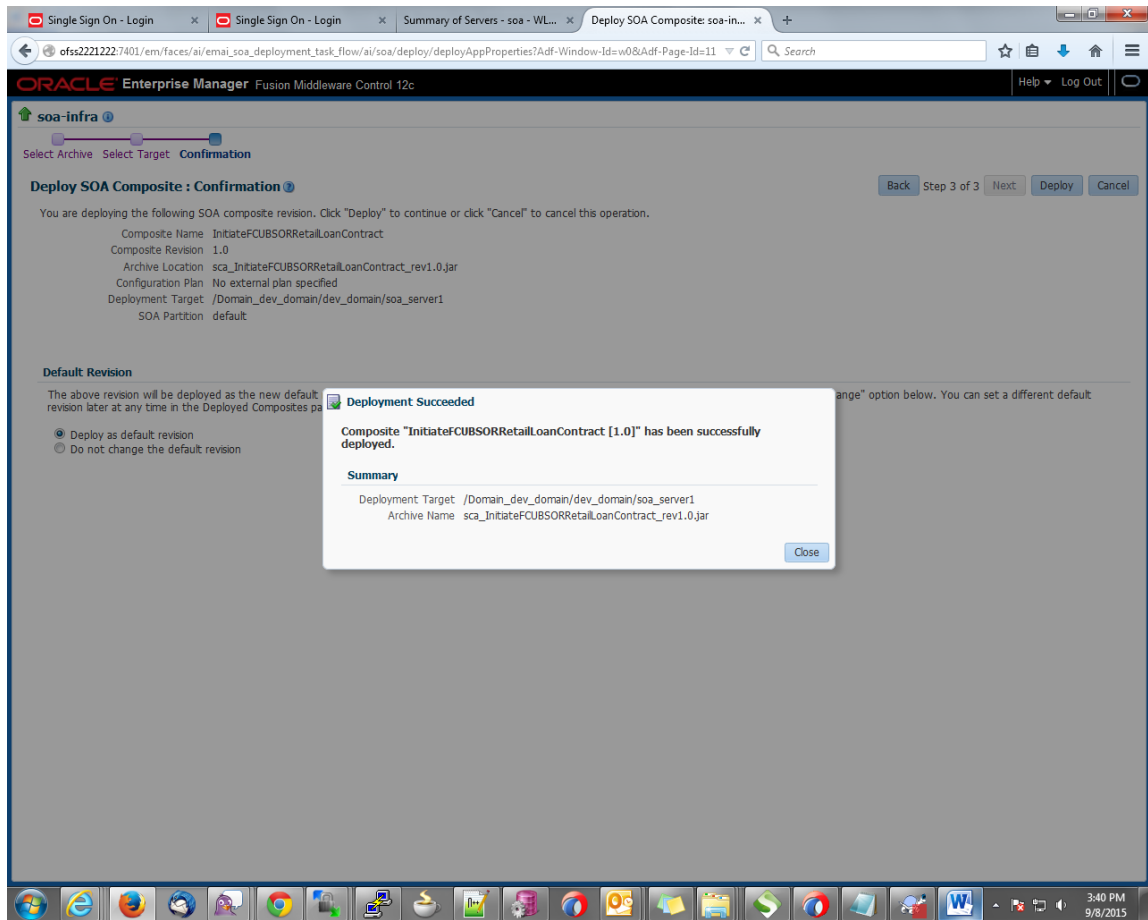 Single Sign On - Login
Single Sign On - Login
Summary of Servers - soa - WL...
Deploy SOA Composite: soa-in...
ofss2221222:7401/em/faces/ai/emai_soa_deployment_task_flow/ai/soa/deploy/deployAppProperties?Adf-Window-Id=w0&Adf-Page-Id=11
Search
ORACLE Enterprise Manager Fusion Middleware Control 12c
Help Log Out
soa-infra
Select Archive Select Target Confirmation
Deploy SOA Composite : Confirmation
Back Step 3 of 3 Next Deploy Cancel
You are deploying the following SOA composite revision. Click "Deploy" to continue or click "Cancel" to cancel this operation.
Composite Name InitiateFCUBSORRetailLoanContract
Composite Revision 1.0
Archive Location sca_InitiateFCUBSORRetailLoanContract_rev1.0.jar
Configuration Plan No external plan specified
Deployment Target /Domain_dev_domain/dev_domain/soa_server1
SOA Partition default
Default Revision
The above revision will be deployed as the new default
ange" option below. You can set a different default
revision later at any time in the Deployed Composites pa
Deploy as default revision
Do not change the default revision
Deployment Succeeded
Composite "InitiateFCUBSORRetailLoanContract [1.0]" has been successfully
deployed.
Summary
Deployment Target /Domain_dev_domain/dev_domain/soa_server1
Archive Name sca_InitiateFCUBSORRetailLoanContract_rev1.0.jar
Close
3:40 PM
9/8/2015